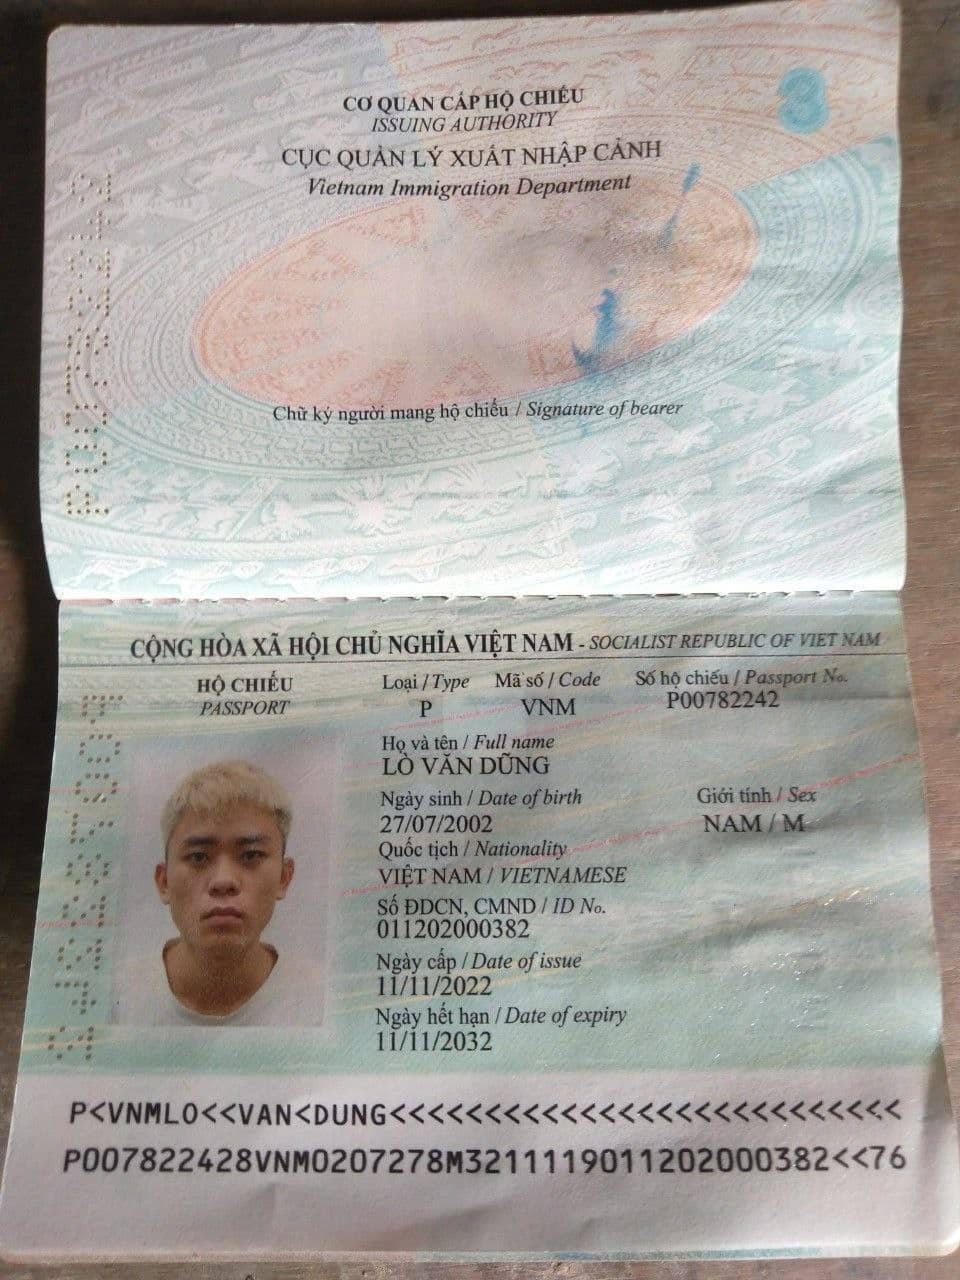 CƠ QUAN CẤP HỘ CHIẾU
ISSUING AUTHORITY
CỤC QUẢN LÝ XUẤT NHẬP CẢNH
Vietnam Immigration Department
Chữ ký người mang hộ chiếu / Signature of bearer
P00782242
CỘNG HÒA XÃ HỘI CHỦ NGHĨA VIỆT NAM - SOCIALIST REPUBLIC OF VIET NAM
HỘ CHIẾU
PASSPORT
Loại / Type Mã số / Code Số hộ chiếu / Passport No.
P VNM P00782242
Họ và tên / Full name
LÒ VĂN DŨNG
Ngày sinh / Date of birth Giới tính / Sex
27/07/2002 NAM / M
Quốc tịch / Nationality
VIỆT NAM / VIETNAMESE
Số ĐDCN, CMND / ID No.
011202000382
Ngày cấp / Date of issue
11/11/2022
Ngày hết hạn / Date of expiry
11/11/2032
P00782242
P<VNMLO<<VAN<DUNG<<<<<<<<<<<<<<<<<<<<<<<<<<<
P007822428VNM0207278M3211119011202000382<<76